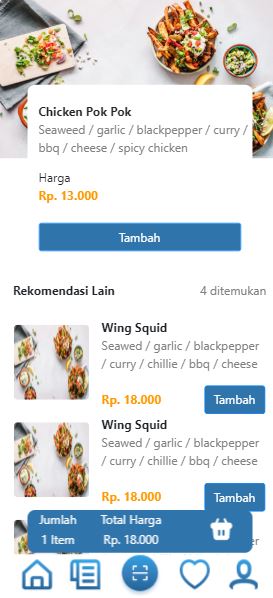 Chicken Pok Pok
Seaweed / garlic / blackpepper / curry /
bbq / cheese / spicy chicken
Harga
Rp. 13.000
Tambah
Rekomendasi Lain
4 ditemukan
Wing Squid
Seawed / garlic / blackpepper
/ curry / chillie / bbq / cheese
Rp. 18.000
Tambah
Wing Squid
Seawed / garlic / blackpepper
/ curry / chillie / bbq / cheese
Rp. 18.000
Tambah
Jumlah
Total Harga
1 Item
Rp. 18.000